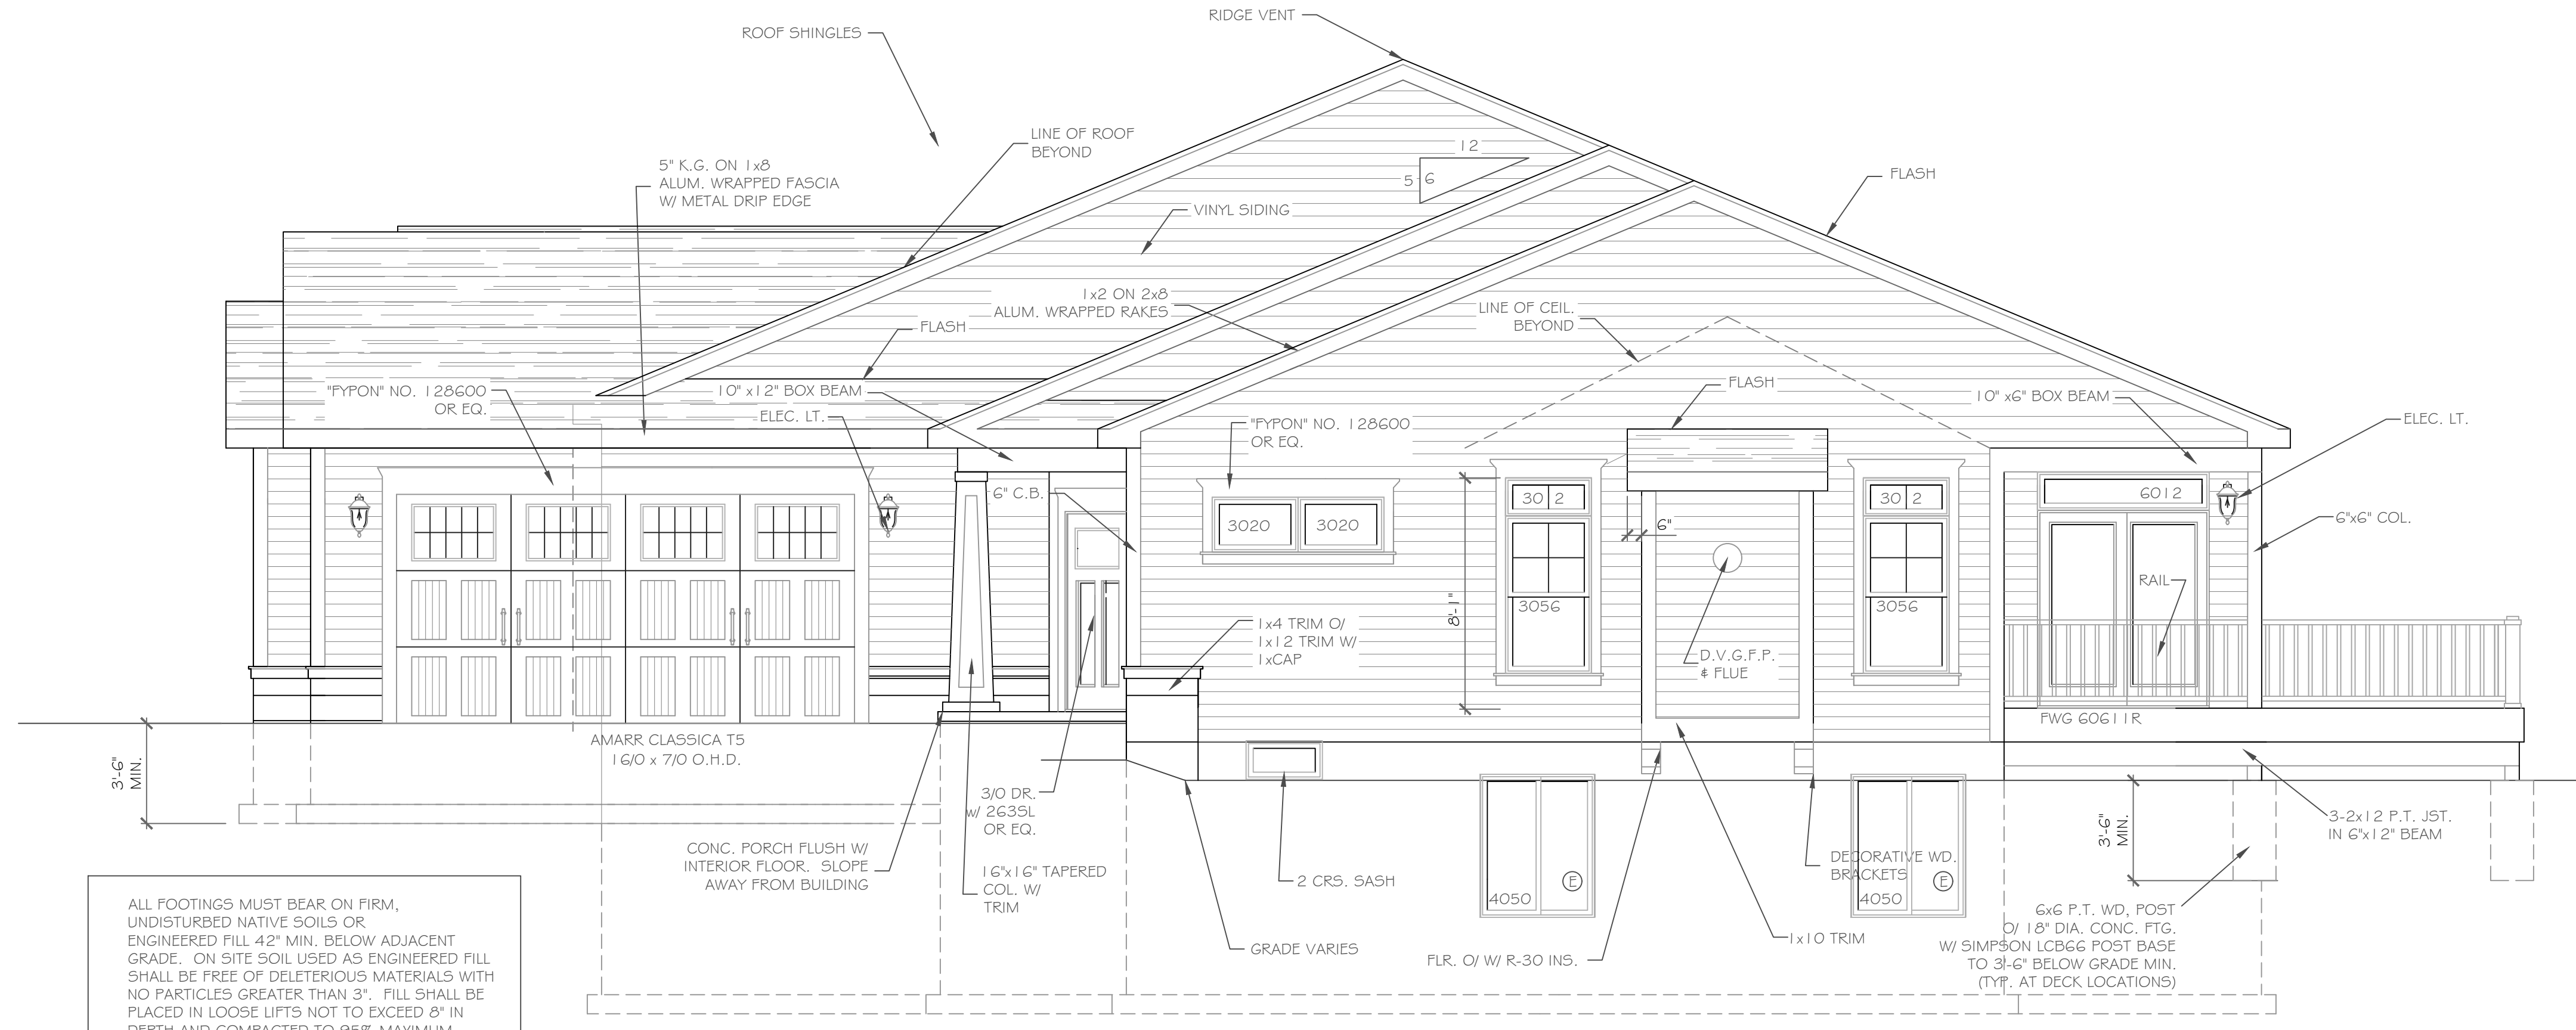 RIDGE VENT
ROOF SHINGLES
LINE OF ROOF
BEYOND
5" K.G. ON 1x8
ALUM. WRAPPED FASCIA
W/ METAL DRIP EDGE
12
5 6
FLASH
VINYL SIDING
1x2 ON 2x8
ALUM. WRAPPED RAKES
LINE OF CEIL.
BEYOND
FLASH
"FYPON" NO. 128600
OR EQ.
10" x12" BOX BEAM
ELEC. LT.
FLASH
10" x6" BOX BEAM
"FYPON" NO. 128600
OR EQ.
ELEC. LT.
6" C.B.
30 2
30 2
6012
3020
3020
6"
6"x6" COL.
RAIL
8'-1"
3056
3056
1x4 TRIM O/
1x12 TRIM W/
1xCAP
D.V.G.F.P.
& FLUE
FWG 60611R
AMARR CLASSICA T5
16/0 x 7/0 O.H.D.
3'-6"
MIN.
3/0 DR.
w/ 263SL
OR EQ.
3'-6"
MIN.
3-2x12 P.T. JST.
IN 6"x12" BEAM
CONC. PORCH FLUSH W/
INTERIOR FLOOR. SLOPE
AWAY FROM BUILDING
16"x16" TAPERED
COL. W/
TRIM
2 CRS. SASH
DECORATIVE WD.
BRACKETS
4050
E
4050
E
GRADE VARIES
FLR. O/ W/ R-30 INS.
1x10 TRIM
6x6 P.T. WD, POST
O/ 18" DIA. CONC. FTG.
W/ SIMPSON LCB66 POST BASE
TO 3'-6" BELOW GRADE MIN.
(TYP. AT DECK LOCATIONS)
ALL FOOTINGS MUST BEAR ON FIRM,
UNDISTURBED NATIVE SOILS OR
ENGINEERED FILL 42" MIN. BELOW ADJACENT
GRADE. ON SITE SOIL USED AS ENGINEERED FILL
SHALL BE FREE OF DELETERIOUS MATERIALS WITH
NO PARTICLES GREATER THAN 3". FILL SHALL BE
PLACED IN LOOSE LIFTS NOT TO EXCEED 8" IN
DEPTH AND COMPACTED TO 95% MAXIMUM